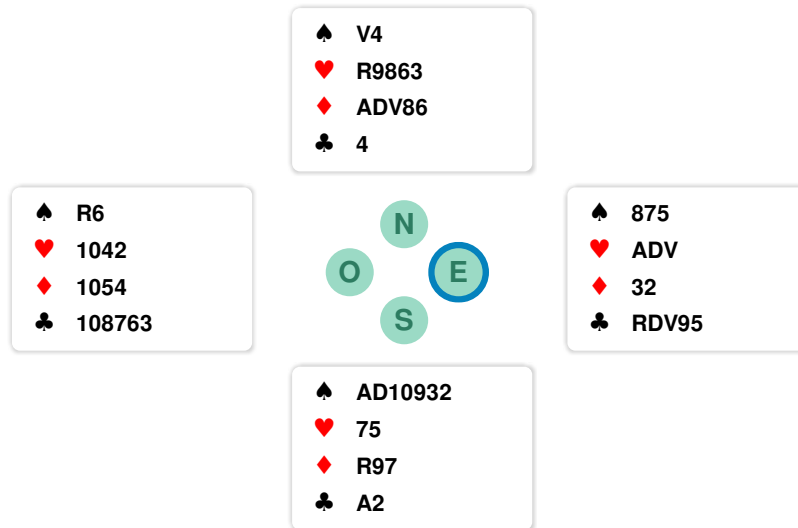 ♠ V4
♥ R9863
♦ ADV86
♣ 4
♠ R6
♥ 1042
♦ 1054
♣ 108763
N
O E
S
♠ 875
♥ ADV
♦ 32
♣ RDV95
♠ AD10932
♥ 75
♦ R97
♣ A2